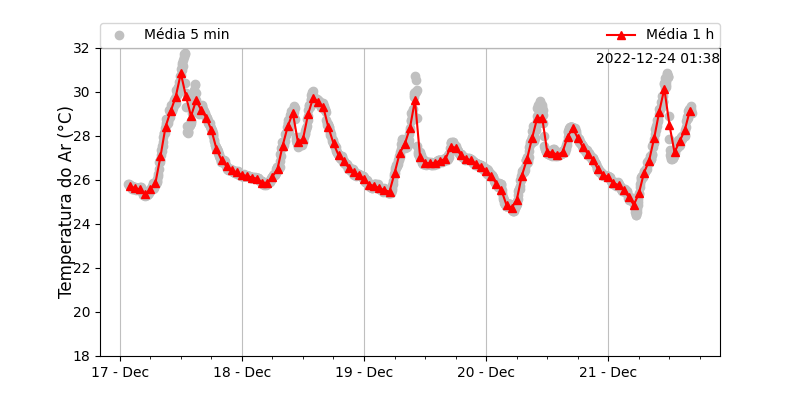 Média 5 min
Média 1 h
2022-12-24 01:38
Temperatura do Ar (°C)
32
30
28
26
24
22
20
18
17 - Dec
18 - Dec
19 - Dec
20 - Dec
21 - Dec